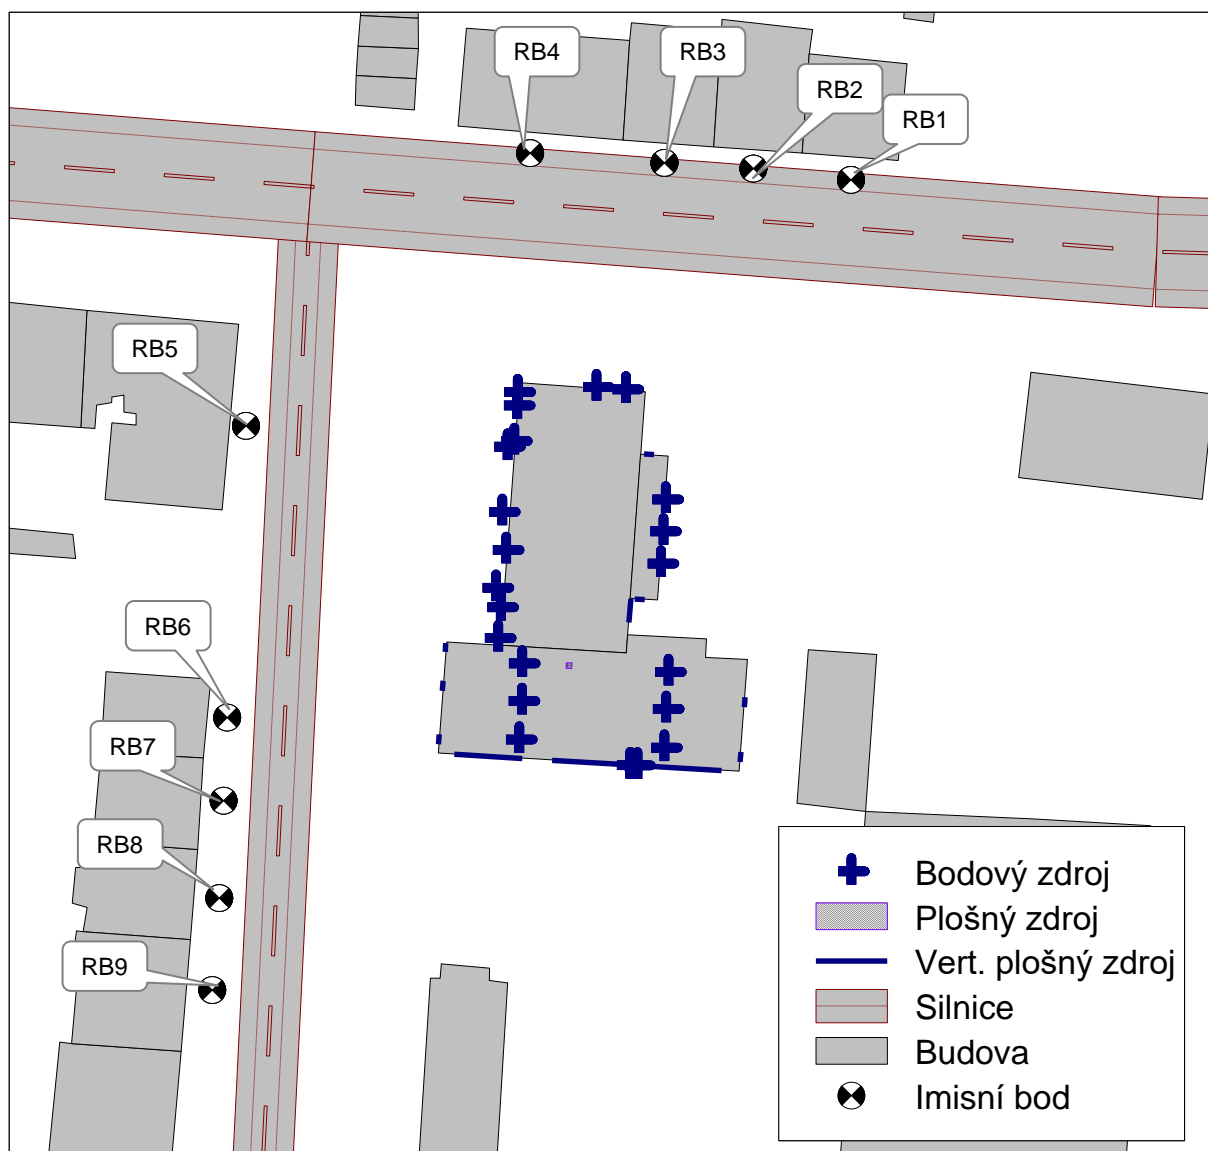 RB4
RB3
RB2
RB1
RB5
RB6
RB7
RB8
RB9
Bodový zdroj
Plošný zdroj
Vert. plošný zdroj
Silnice
Budova
Imisní bod